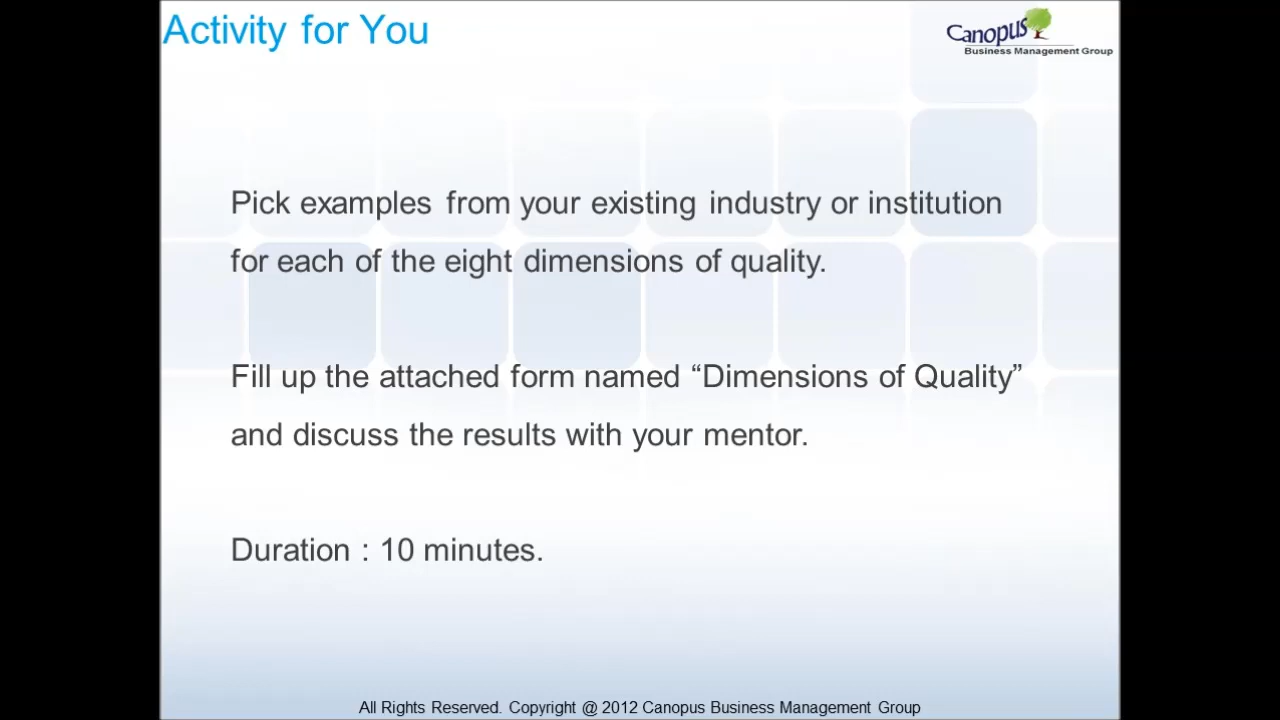 Activity for You
Canopus
Business Management Group
Pick examples from your existing industry or institution
for each of the eight dimensions of quality.
Fill up the attached form named “Dimensions of Quality”
and discuss the results with your mentor.
Duration : 10 minutes.
All Rights Reserved. Copyright @ 2012 Canopus Business Management Group